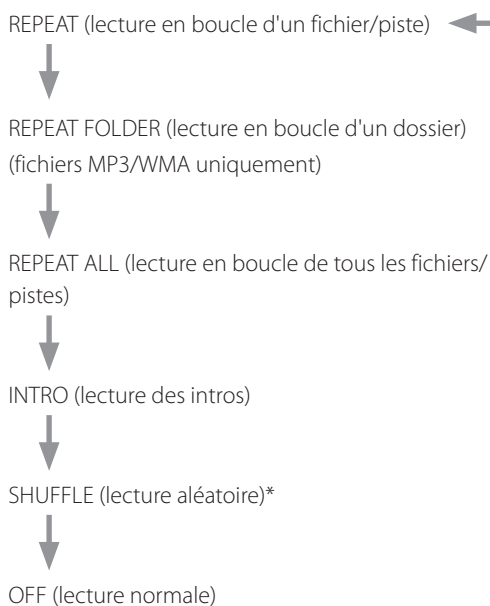 REPEAT (lecture en boucle d'un fichier/piste)
REPEAT FOLDER (lecture en boucle d'un dossier)
(fichiers MP3/WMA uniquement)
REPEAT ALL (lecture en boucle de tous les fichiers/
pistes)
INTRO (lecture des intros)
SHUFFLE (lecture aléatoire)*
OFF (lecture normale)